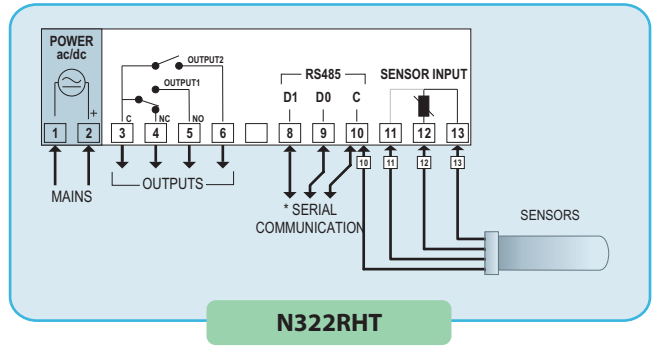 POWER
ac/dc
+
OUTPUT2
OUTPUT1
C
NC
NO
RS485
D1 D0 C
SENSOR INPUT
1 2 3 4 5 6 8 9 10 11 12 13
10 11 12 13
MAINS
OUTPUTS
* SERIAL
COMMUNICATION
SENSORS
N322RHT